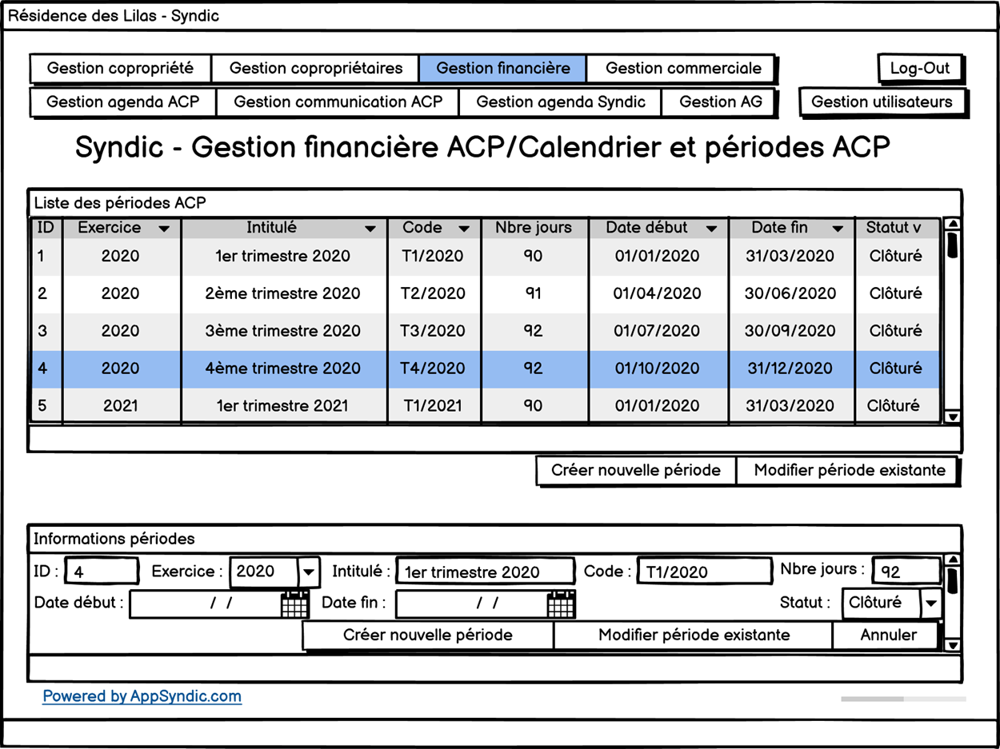 Résidence des Lilas - Syndic
Gestion copropriété Gestion copropriétaires Gestion financière Gestion commerciale Log-Out
Gestion agenda ACP Gestion communication ACP Gestion agenda Syndic Gestion AG Gestion utilisateurs
Syndic - Gestion financière ACP/Calendrier et périodes ACP
Liste des périodes ACP
ID Exercice Intitulé Code Nbre jours Date début Date fin Statut v
1 2020 1er trimestre 2020 T1/2020 90 01/01/2020 31/03/2020 Clôturé
2 2020 2ème trimestre 2020 T2/2020 91 01/04/2020 30/06/2020 Clôturé
3 2020 3ème trimestre 2020 T3/2020 92 01/07/2020 30/09/2020 Clôturé
4 2020 4ème trimestre 2020 T4/2020 92 01/10/2020 31/12/2020 Clôturé
5 2021 1er trimestre 2021 T1/2021 90 01/01/2020 31/03/2020 Clôturé
Créer nouvelle période Modifier période existante
Informations périodes
ID : 4 Exercice : 2020 Intitulé : 1er trimestre 2020 Code : T1/2020 Nbre jours : 92
Date début : / / Date fin : / / Statut : Clôturé
Créer nouvelle période Modifier période existante Annuler
Powered by AppSyndic.com